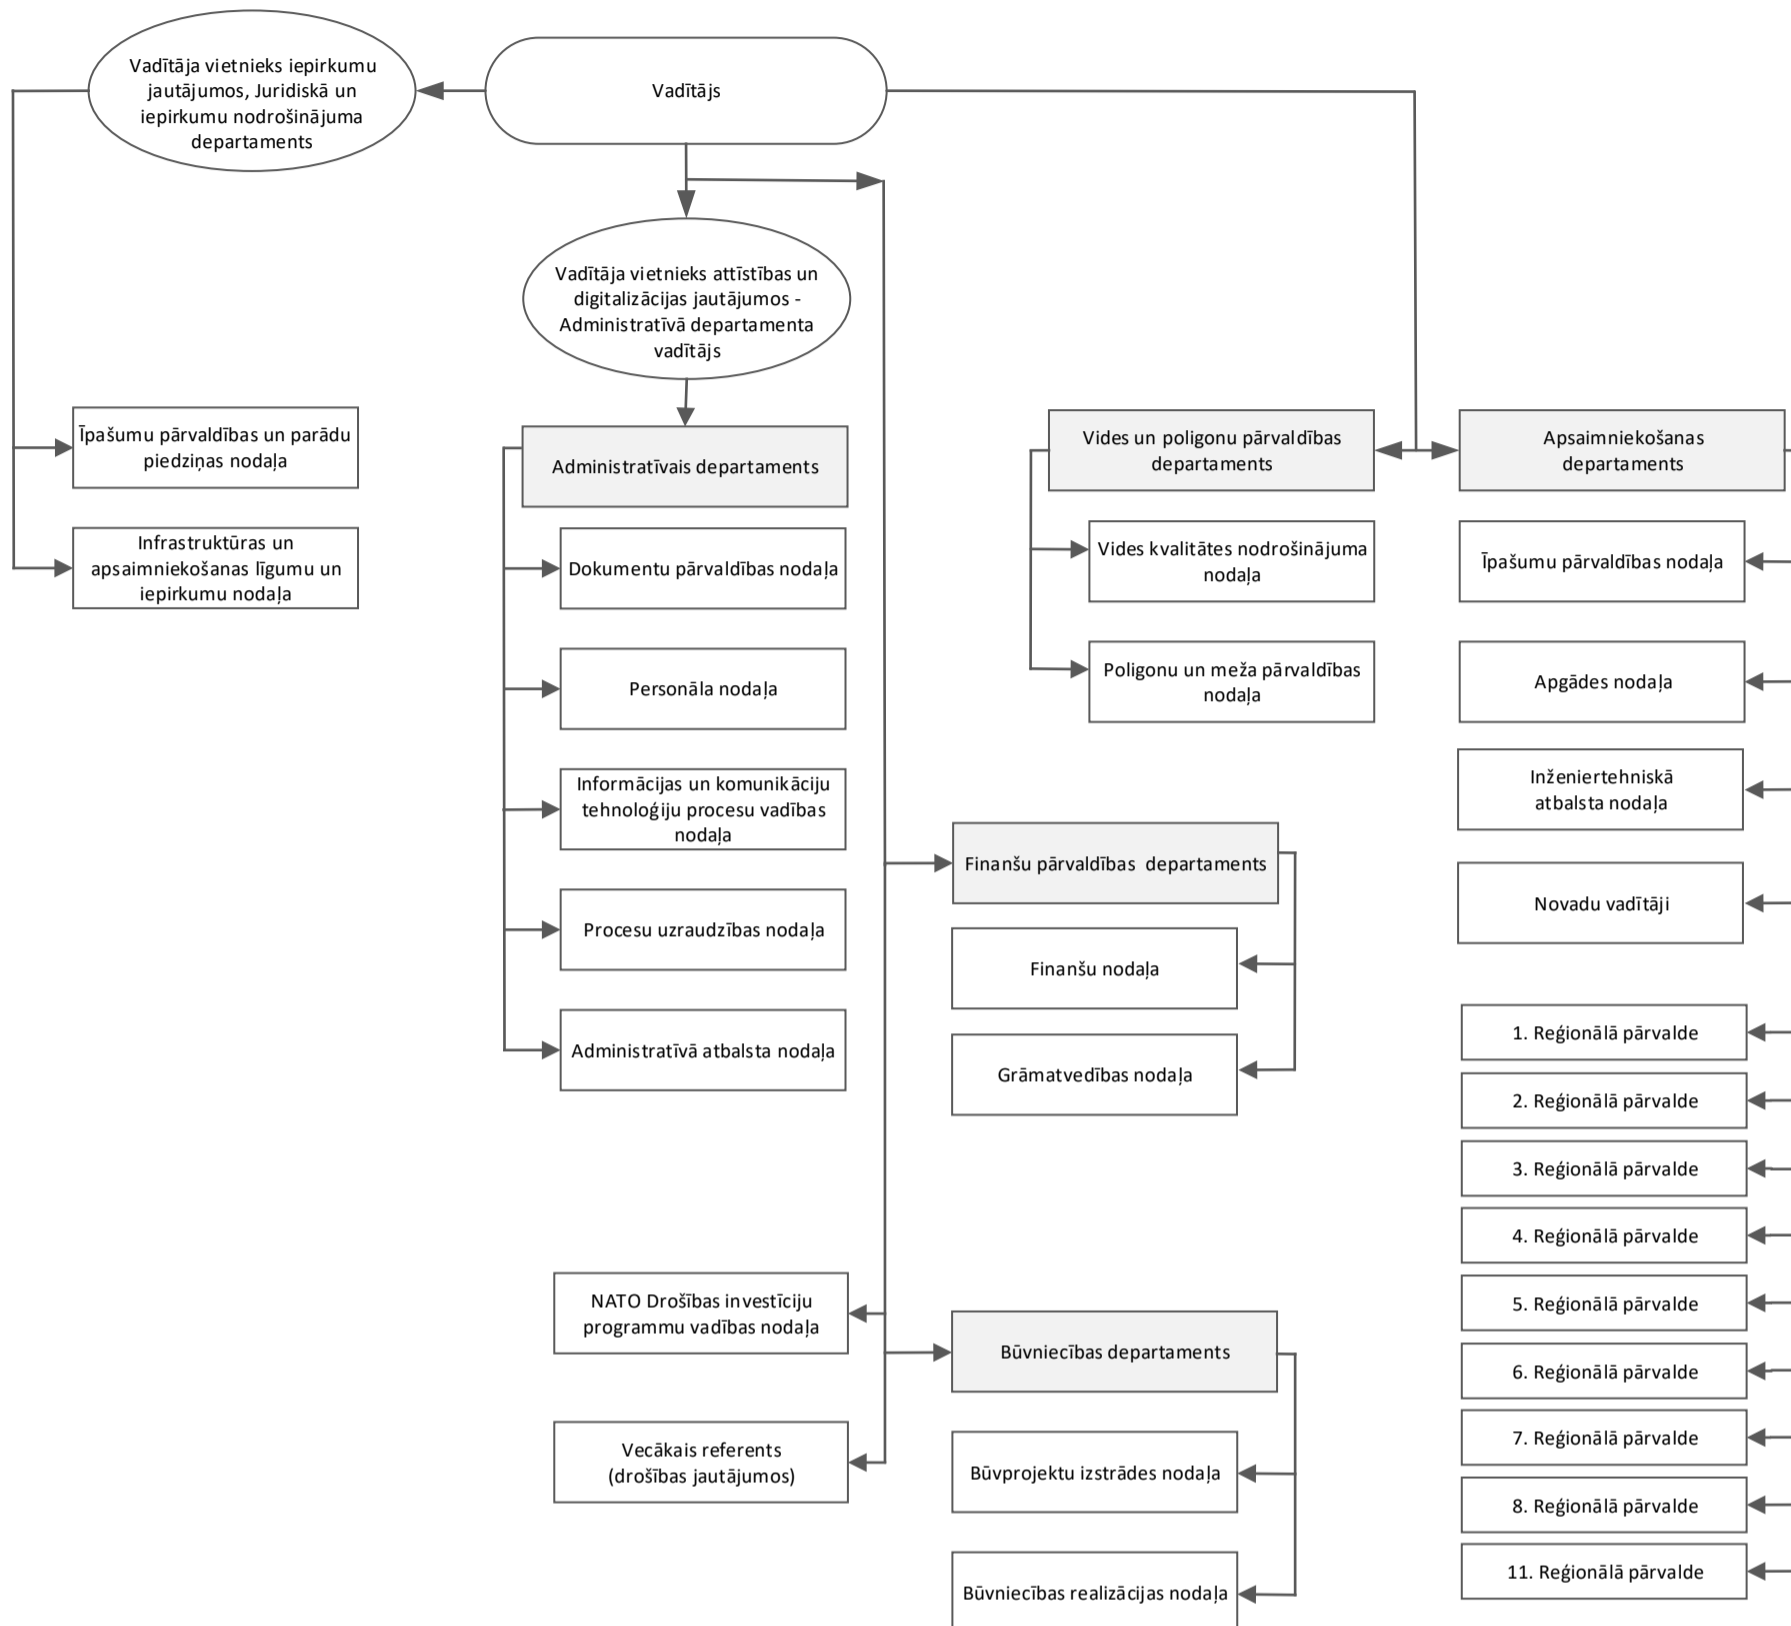 Vadītāja vietnieks iepirkumu
jautājumos, Juridiskā un
iepirkumu nodrošinājuma
departaments
Vadītājs
Vadītāja vietnieks attīstības un
digitalizācijas jautājumos -
Administratīvā departamenta
vadītājs
Īpašumu pārvaldības un parādu
piedziņas nodaļa
Infrastruktūras un
apsaimniekošanas līgumu un
iepirkumu nodaļa
Administratīvais departaments
Dokumentu pārvaldības nodaļa
Personāla nodaļa
Informācijas un komunikāciju
tehnoloģiju procesu vadības
nodaļa
Procesu uzraudzības nodaļa
Administratīvā atbalsta nodaļa
NATO Drošības investīciju
programmu vadības nodaļa
Vecākais referents
(drošības jautājumos)
Vides un poligonu pārvaldības
departaments
Vides kvalitātes nodrošinājuma
nodaļa
Poligonu un meža pārvaldības
nodaļa
Finanšu pārvaldības  departaments
Finanšu nodaļa
Grāmatvedības nodaļa
Būvniecības departaments
Būvprojektu izstrādes nodaļa
Būvniecības realizācijas nodaļa
Apsaimniekošanas
departaments
Īpašumu pārvaldības nodaļa
Apgādes nodaļa
Inženiertehniskā
atbalsta nodaļa
Novadu vadītāji
1. Reģionālā pārvalde
2. Reģionālā pārvalde
3. Reģionālā pārvalde
4. Reģionālā pārvalde
5. Reģionālā pārvalde
6. Reģionālā pārvalde
7. Reģionālā pārvalde
8. Reģionālā pārvalde
11. Reģionālā pārvalde